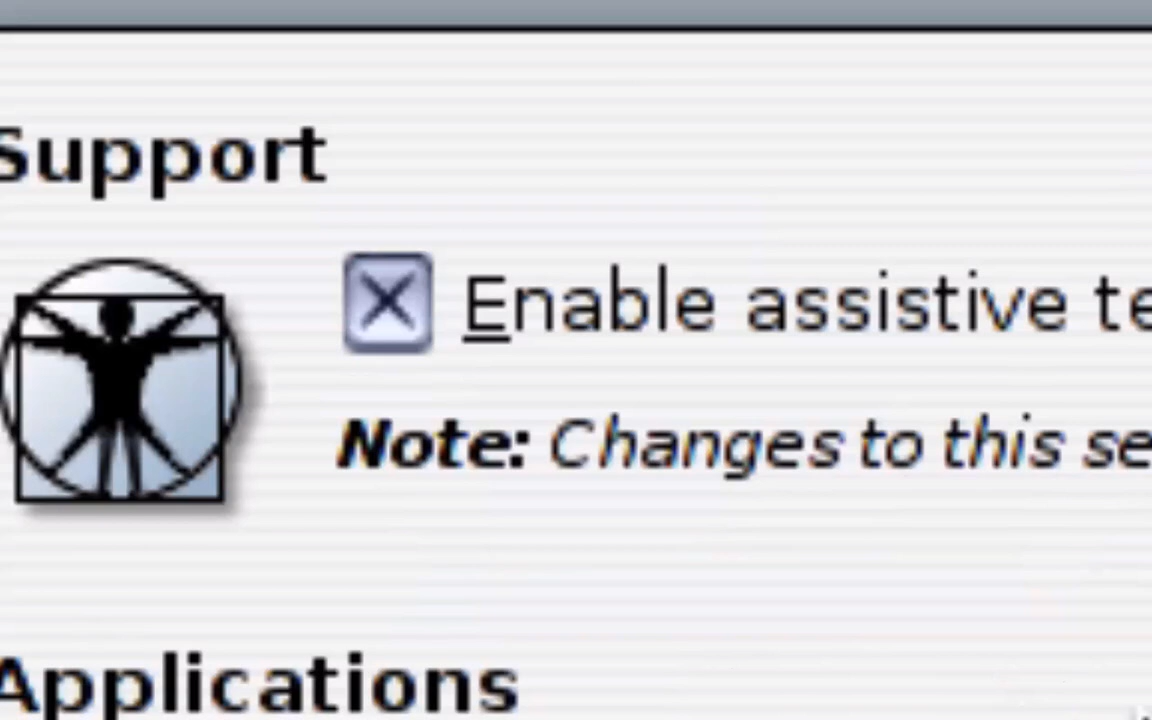 Support
Enable assistive te
Note: Changes to this se
Applications